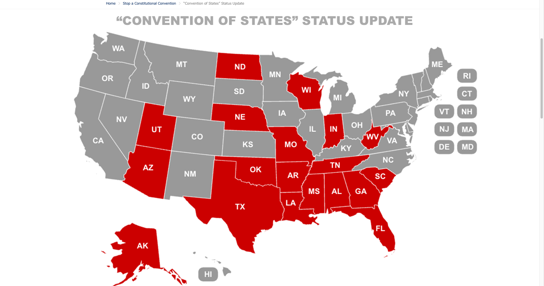 Home / Stop a Constitutional Convention / "Convention of States" Status Update
“CONVENTION OF STATES” STATUS UPDATE
WA
MT
ND
MN
ME
OR
ID
SD
WI
MI
NY
RI
WY
CT
NV
NE
IA
PA
VT
NH
UT
CO
IL
IN
OH
NJ
MA
CA
KS
MO
WV
VA
KY
DE
MD
AZ
NM
OK
AR
TN
NC
SC
TX
LA
MS
AL
GA
FL
AK
HI